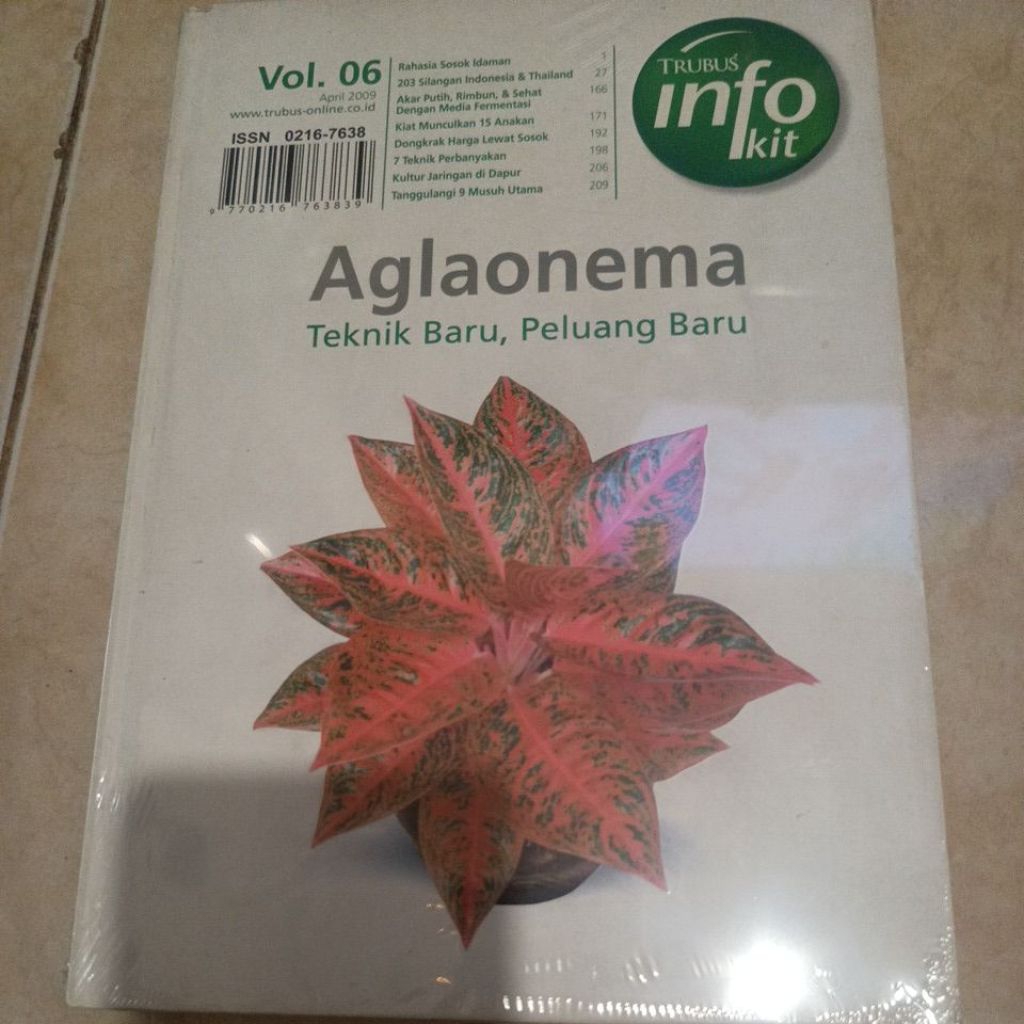 Vol. 06
April 2009
www.trubus-online.co.id
ISSN 0216-7638
9 770216 763839
Rahasia Sosok Idaman 1
203 Silangan Indonesia & Thailand 27
Akar Putih, Rimbun, & Sehat 166
Dengan Media Fermentasi
Kiat Munculkan 15 Anakan 171
Dongkrak Harga Lewat Sosok 192
7 Teknik Perbanyakan 198
Kultur Jaringan di Dapur 206
Tanggulangi 9 Musuh Utama 209
TRUBUS
info
kit
Aglaonema
Teknik Baru, Peluang Baru